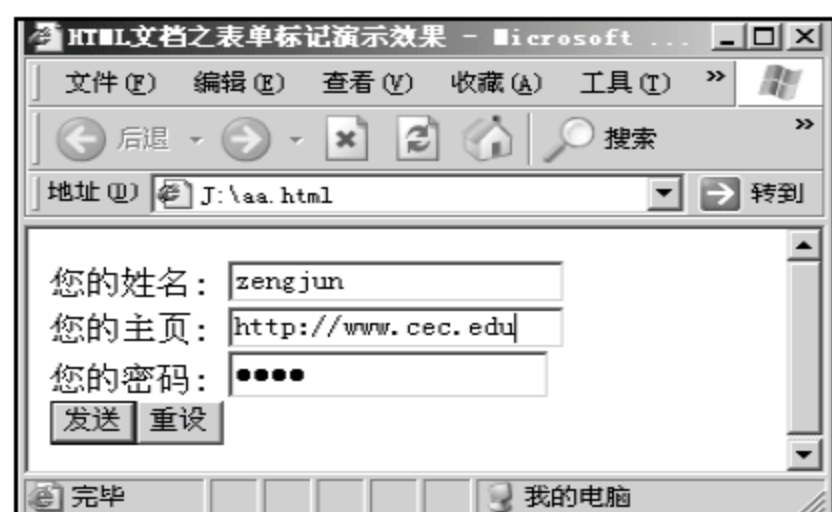 HTML文档之表单标记演示效果 - Microsoft ...
文件(F) 编辑(E) 查看(V) 收藏(A) 工具(T) »
后退 搜索 »
地址(D) J:\aa.html 转到
您的姓名: zengjun
您的主页: http://www.cec.edu
您的密码: ●●●●
发送 重设
完毕 我的电脑